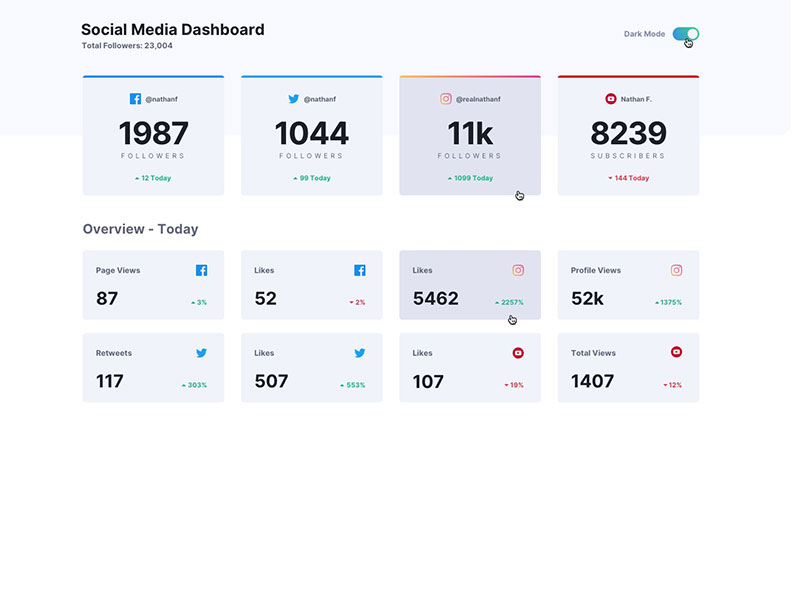 Social Media Dashboard
Total Followers: 23,004
Dark Mode
@nathanf
1987
FOLLOWERS
12 Today
@nathanf
1044
FOLLOWERS
99 Today
@realnathanf
11k
FOLLOWERS
1099 Today
Nathan F.
8239
SUBSCRIBERS
144 Today
Overview - Today
Page Views
87
3%
Likes
52
2%
Likes
5462
2257%
Profile Views
52k
1375%
Retweets
117
303%
Likes
507
553%
Likes
107
19%
Total Views
1407
12%